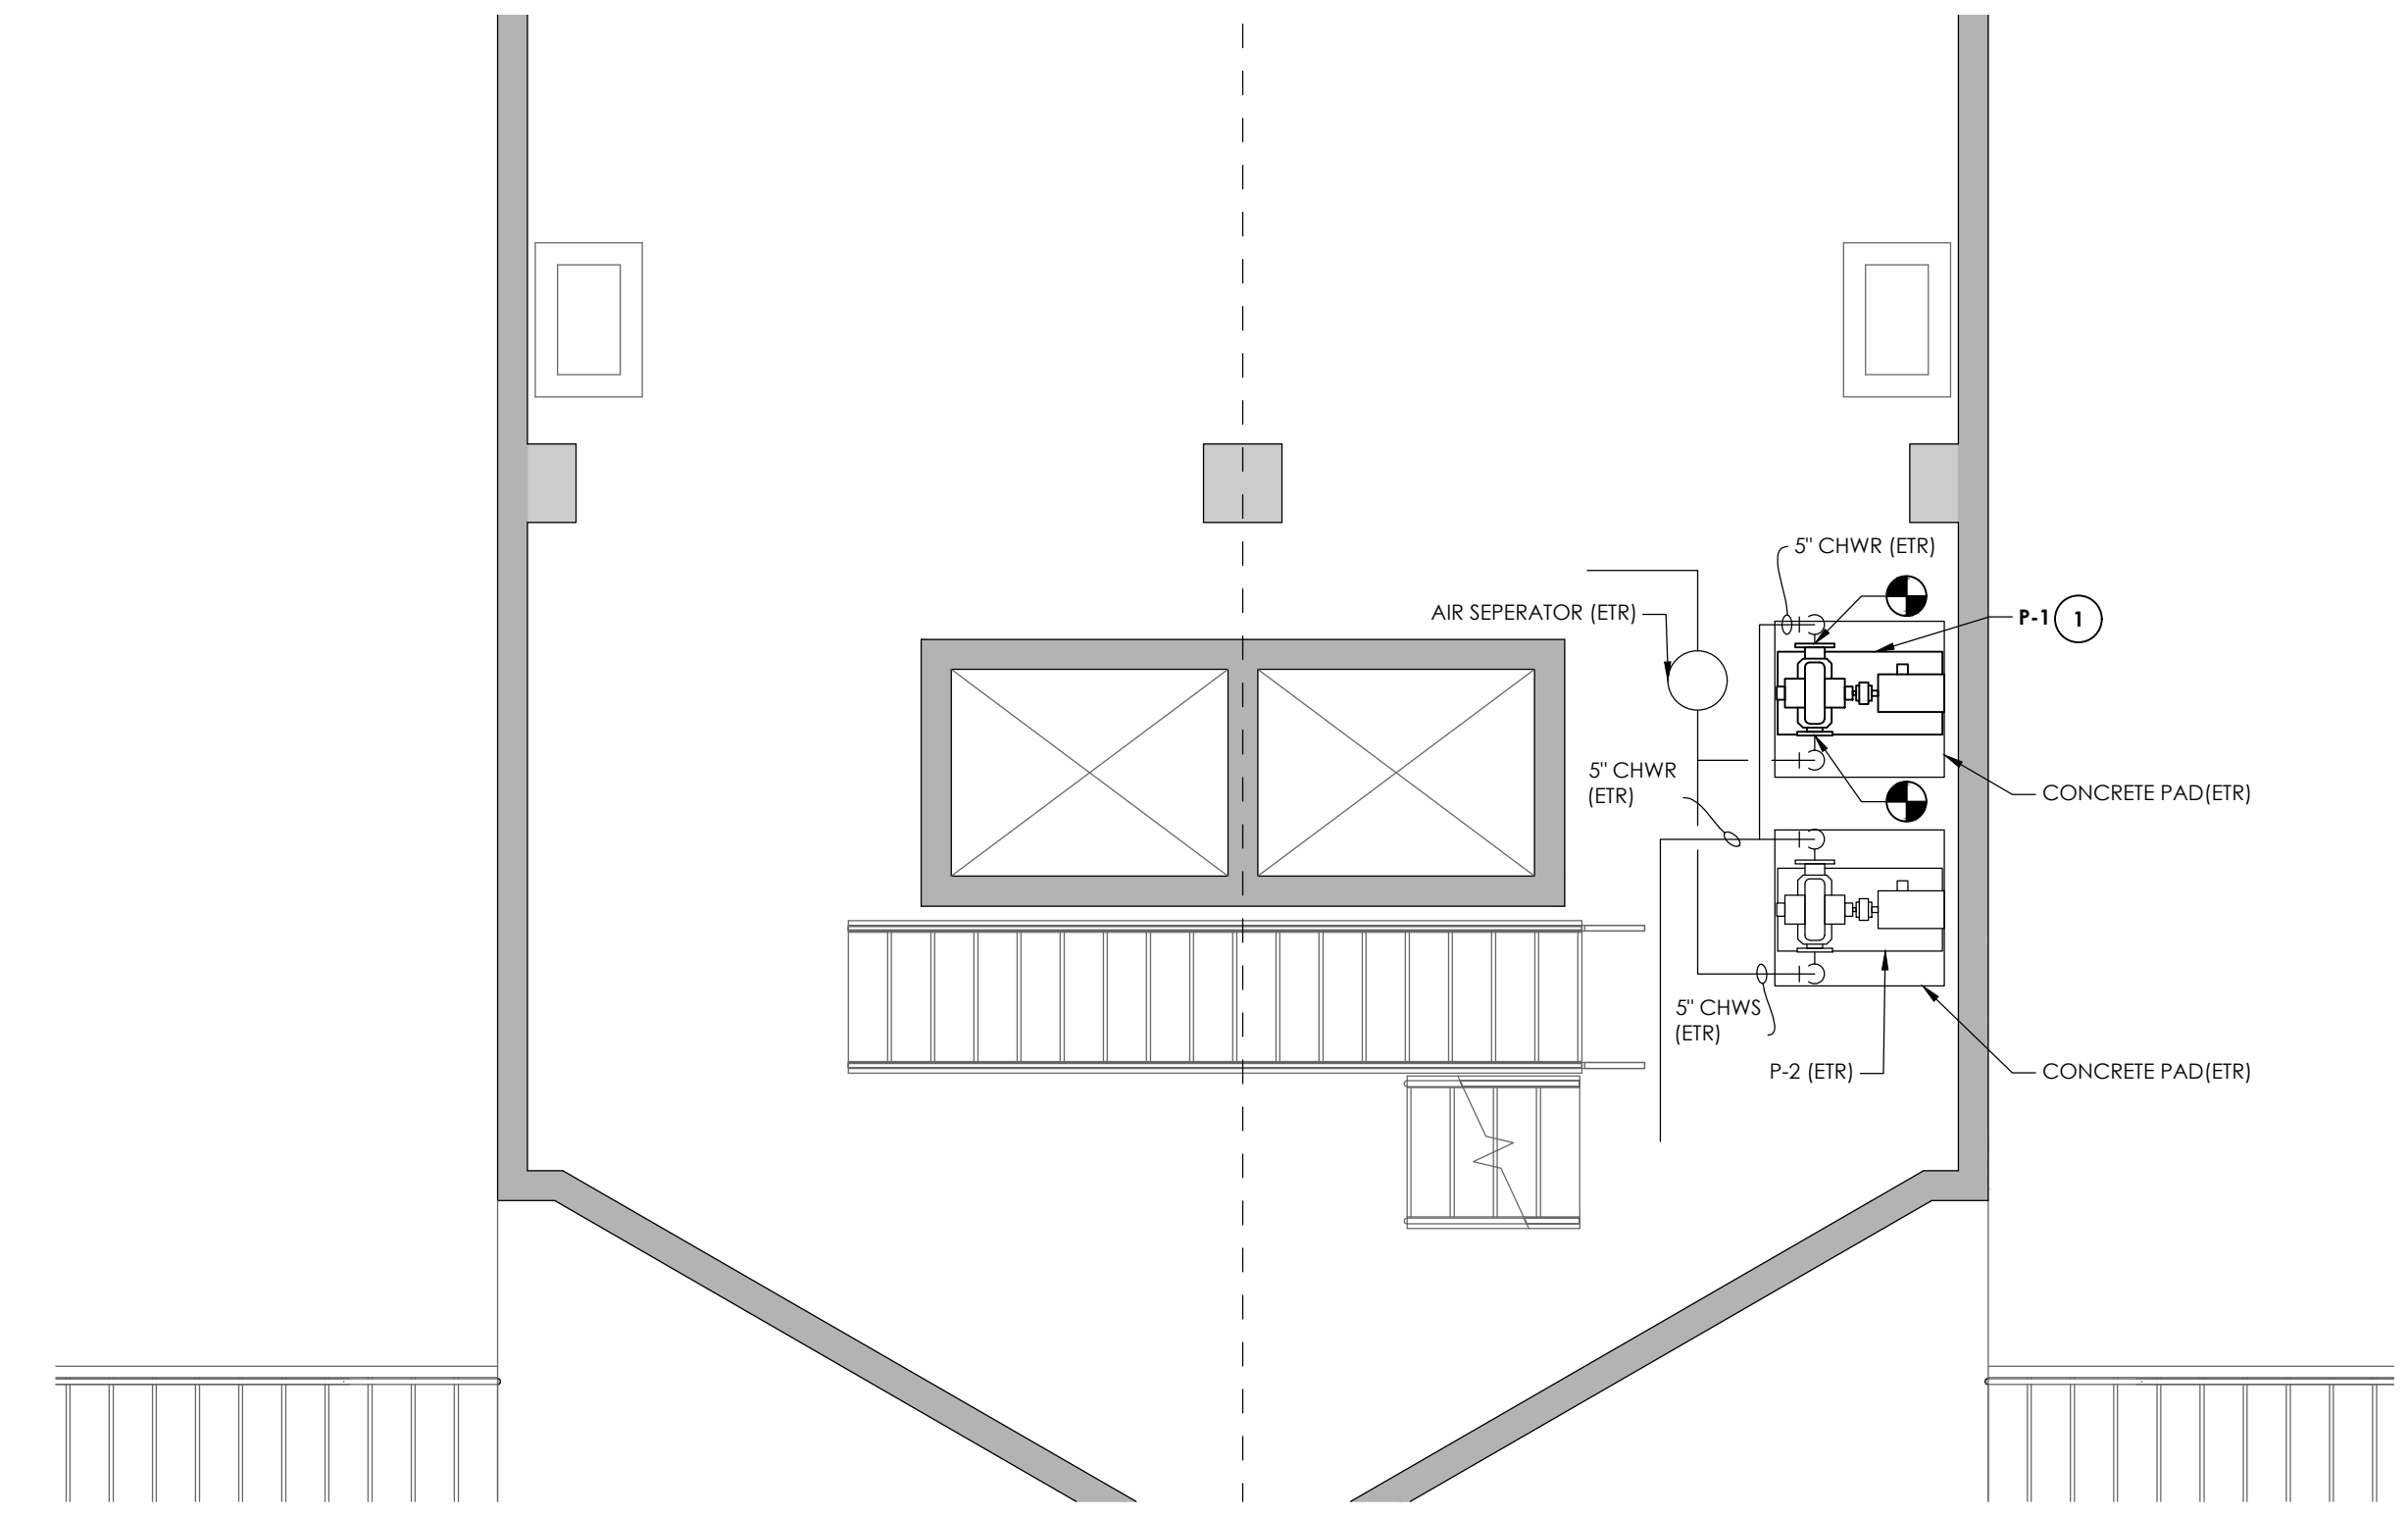 5" CHWR (ETR)
AIR SEPERATOR (ETR)
P-1 1
5" CHWR
(ETR)
CONCRETE PAD(ETR)
5" CHWS
(ETR)
P-2 (ETR)
CONCRETE PAD(ETR)